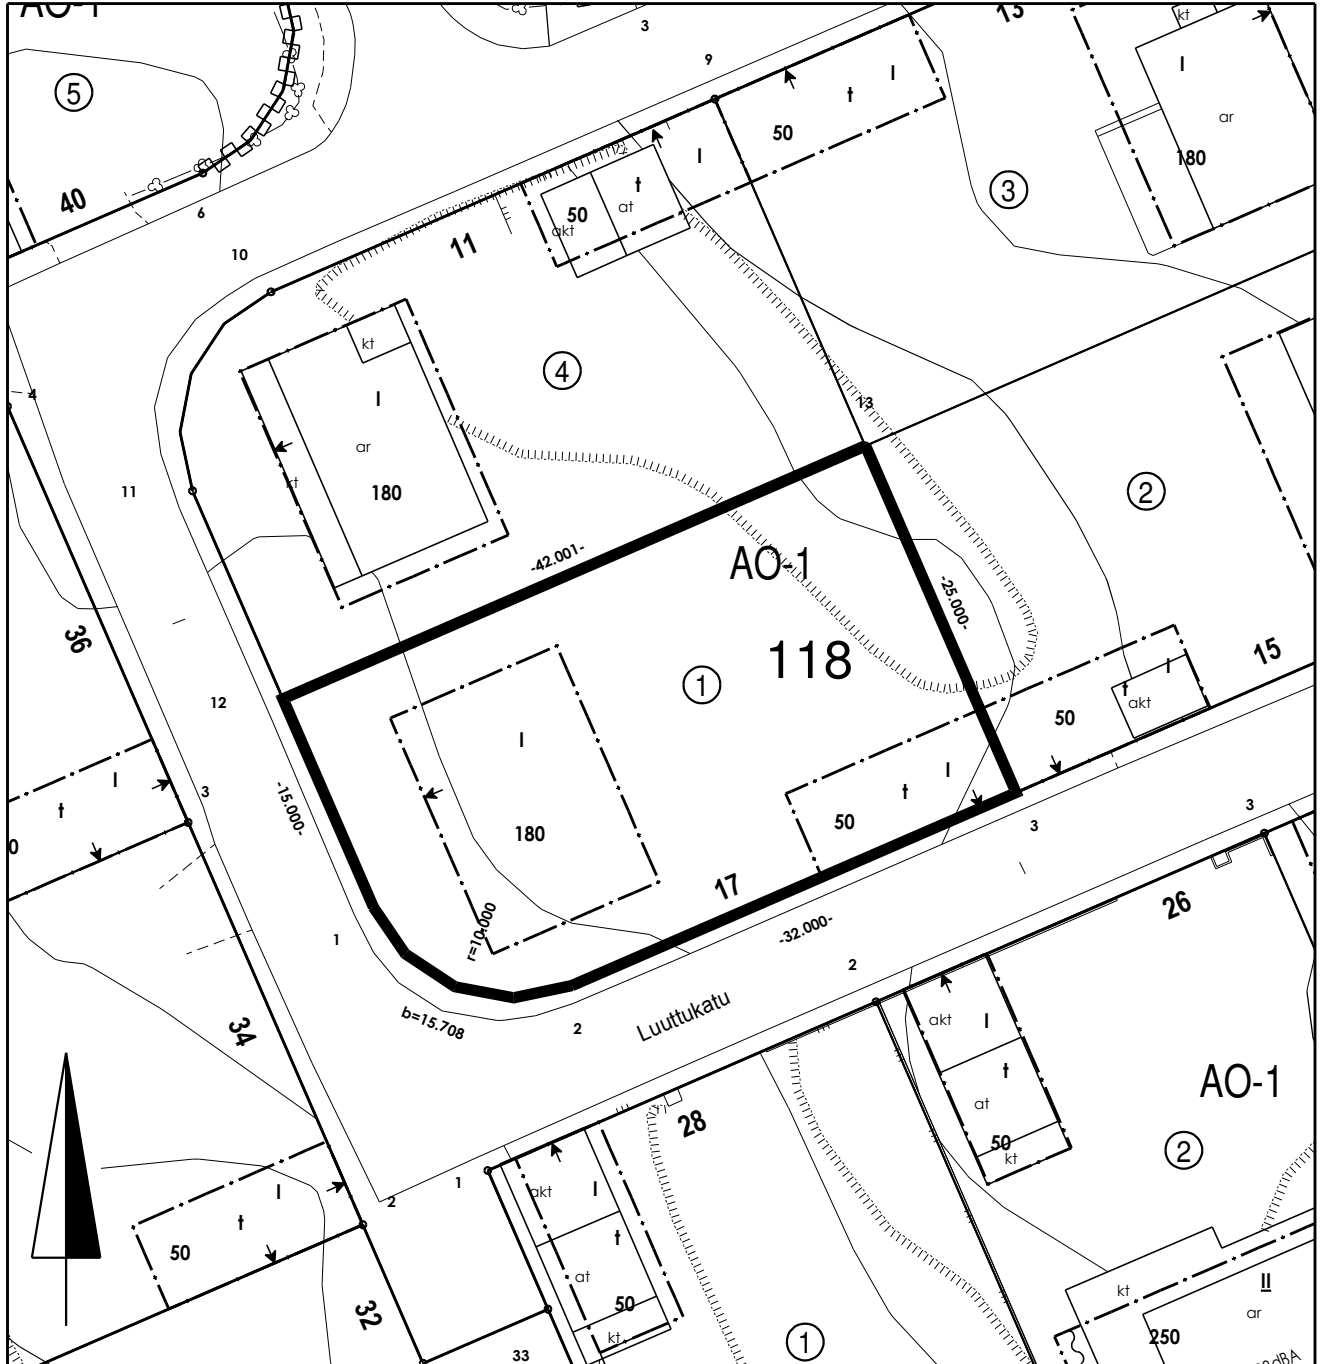 AO-1
5
3
9
13
kt
I
ar
180
t
I
50
I
40
6
10
11
50
t
at
akt
3
4
kt
I
ar
kt
180
4
13
2
11
-42.001-
AO-1
-25.000-
118
36
12
1
I
15
t
I
akt
50
I
t
50
-15.000-
3
I
t
0
180
17
3
3
26
r=10.000
-32.000-
1
2
b=15.708
2
Luuttukatu
34
akt
I
t
at
50
kt
AO-1
2
28
1
2
akt
I
t
at
50
kt
I
t
50
32
33
1
kt
II
ar
250
dBA